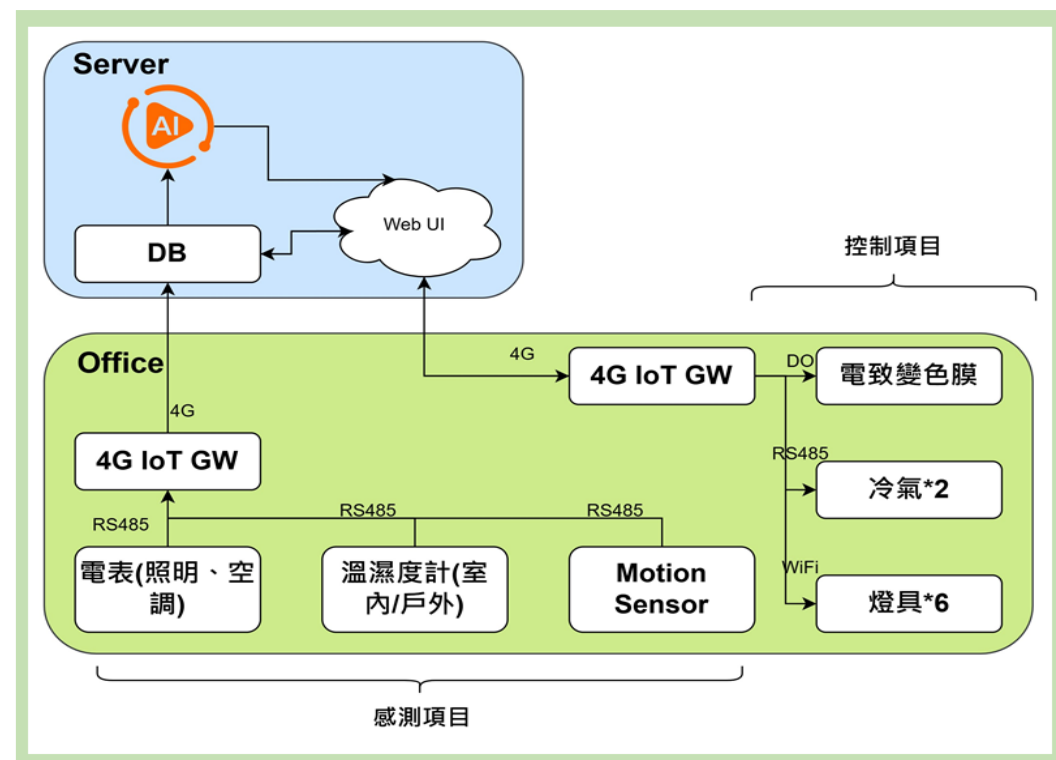 Server
AI
Web UI
DB
控制項目
Office
4G
4G IoT GW
DO
電致變色膜
4G
4G IoT GW
RS485
冷氣*2
RS485
RS485
RS485
電表(照明、空
調)
溫濕度計(室
內/戶外)
Motion
Sensor
WiFi
燈具*6
感測項目